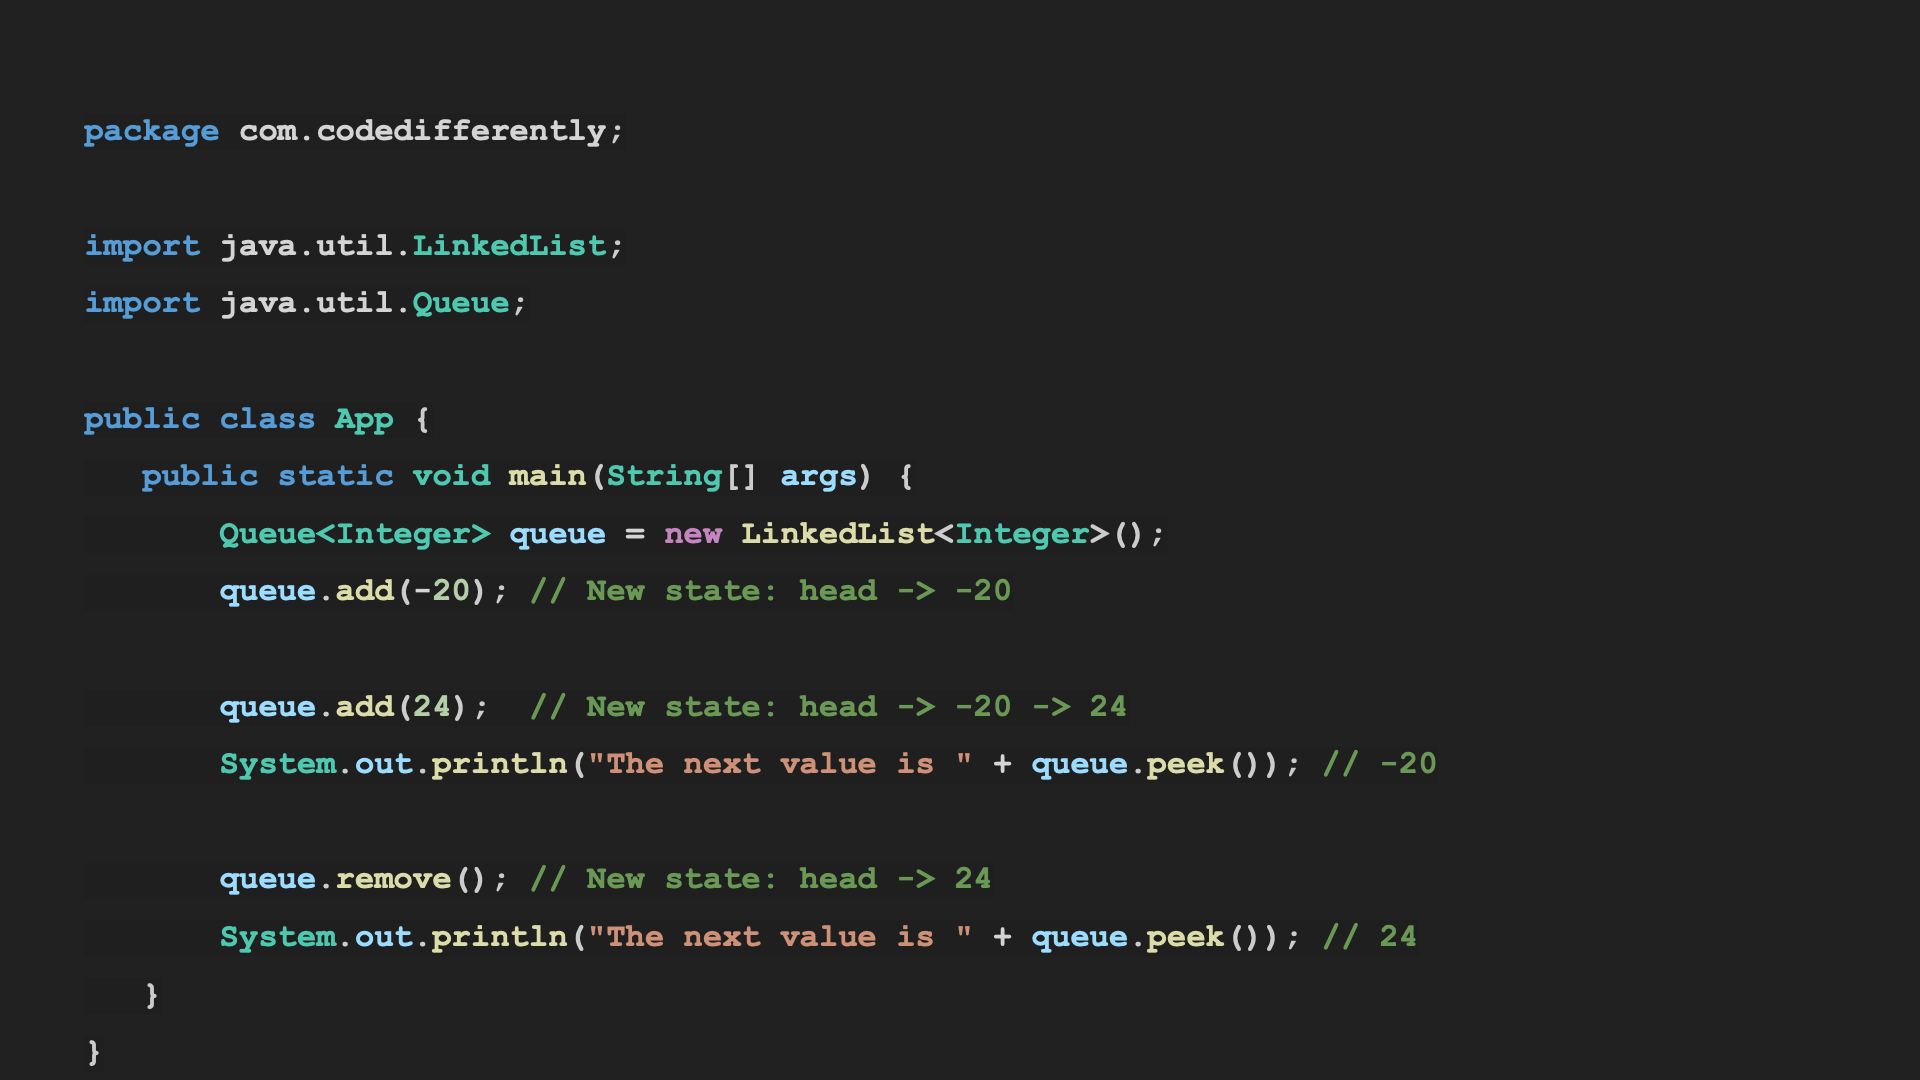 package com.codedifferently;
import java.util.LinkedList;
import java.util.Queue;
public class App {
   public static void main(String[] args) {
       Queue<Integer> queue = new LinkedList<Integer>();
       queue.add(-20); // New state: head -> -20
       queue.add(24);  // New state: head -> -20 -> 24
       System.out.println("The next value is " + queue.peek()); // -20
       queue.remove(); // New state: head -> 24
       System.out.println("The next value is " + queue.peek()); // 24
   }
}